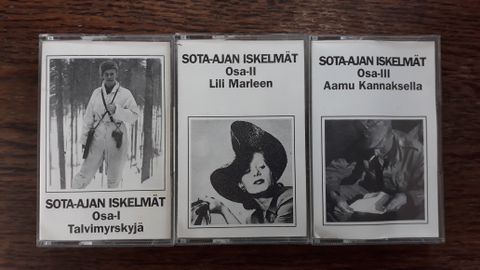 SOTA-AJAN ISKELMÄT
Osa-I
Talvimyrskyjä
SOTA-AJAN ISKELMÄT
Osa-II
Lili Marleen
SOTA-AJAN ISKELMÄT
Osa-III
Aamu Kannaksella